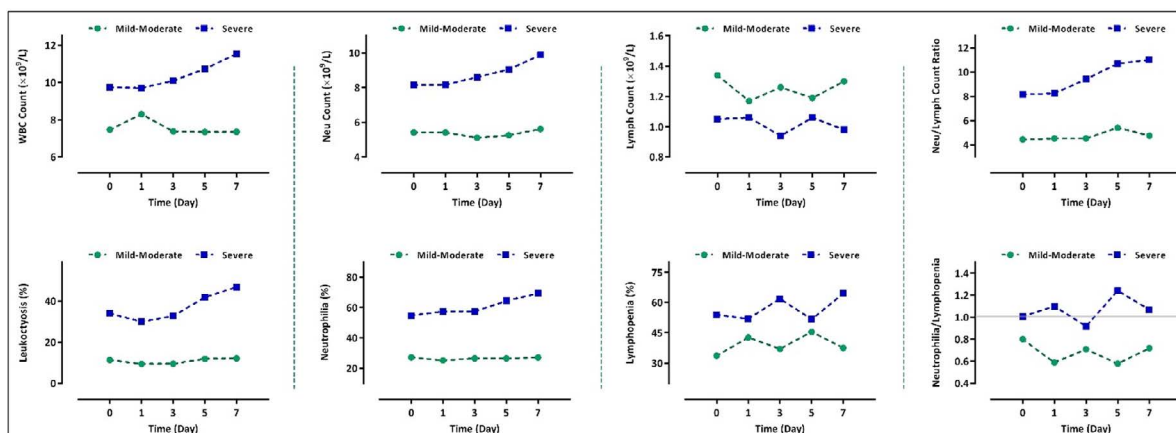 Mild-Moderate Severe
WBC Count (×10⁹/L)
12
10
8
6
0 1 3 5 7
Time (Day)
Mild-Moderate Severe
Neu Count (×10⁹/L)
10
8
6
4
0 1 3 5 7
Time (Day)
Mild-Moderate Severe
Lymph Count (×10⁹/L)
1.6
1.4
1.2
1.0
0.8
0 1 3 5 7
Time (Day)
Mild-Moderate Severe
Neu/Lymph Count Ratio
12
10
8
6
4
0 1 3 5 7
Time (Day)
Mild-Moderate Severe
Leukoctyosis (%)
40
20
0
0 1 3 5 7
Time (Day)
Mild-Moderate Severe
Neutrophilia (%)
80
60
40
20
0 1 3 5 7
Time (Day)
Mild-Moderate Severe
Lymphopenia (%)
75
60
45
30
0 1 3 5 7
Time (Day)
Mild-Moderate Severe
Neutrophilia/Lymphopenia
1.4
1.2
1.0
0.8
0.6
0.4
0 1 3 5 7
Time (Day)